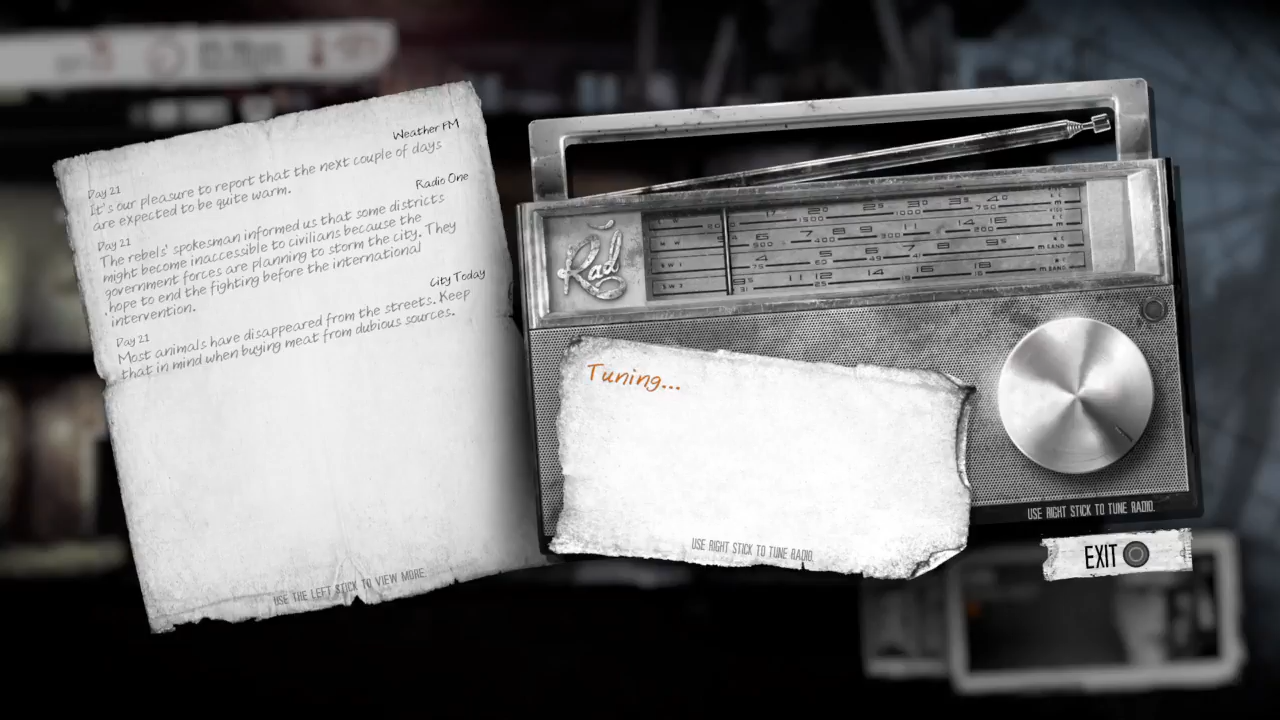 Weather FM
Day 21
It's our pleasure to report that the next couple of days
are expected to be quite warm.
Radio One
Day 21
The rebels' spokesman informed us that some districts
might become inaccessible to civilians because the
government forces are planning to storm the city. They
hope to end the fighting before the international
intervention.
City Today
Day 21
Most animals have disappeared from the streets. Keep
that in mind when buying meat from dubious sources.
USE THE LEFT STICK TO VIEW MORE.
Rad
Tuning...
USE RIGHT STICK TO TUNE RADIO.
USE RIGHT STICK TO TUNE RADIO.
EXIT